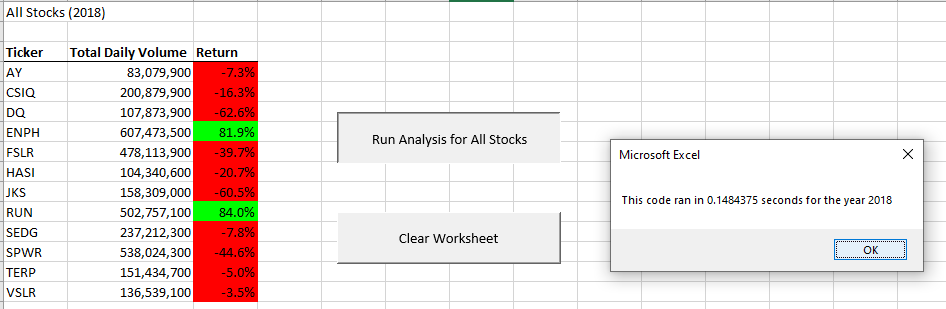 All Stocks (2018)
Ticker Total Daily Volume Return
AY 83,079,900 -7.3%
CSIQ 200,879,900 -16.3%
DQ 107,873,900 -62.6%
ENPH 607,473,500 81.9%
FSLR 478,113,900 -39.7%
HASI 104,340,600 -20.7%
JKS 158,309,000 -60.5%
RUN 502,757,100 84.0%
SEDG 237,212,300 -7.8%
SPWR 538,024,300 -44.6%
TERP 151,434,700 -5.0%
VSLR 136,539,100 -3.5%
Run Analysis for All Stocks
Clear Worksheet
Microsoft Excel
This code ran in 0.1484375 seconds for the year 2018
OK